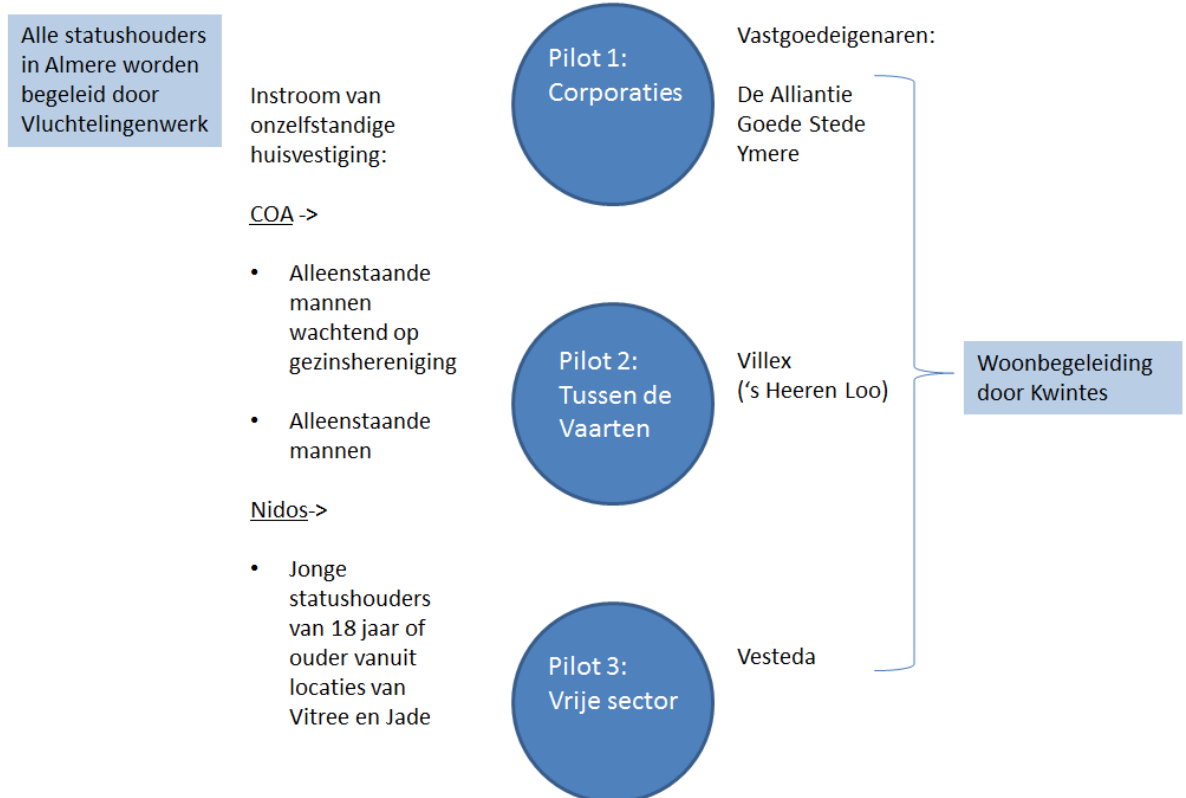 Alle statushouders
in Almere worden
begeleid door
Vluchtelingenwerk
Instroom van
onzelfstandige
huisvestiging:
COA ->
• Alleenstaande
mannen
wachtend op
gezinshereniging
• Alleenstaande
mannen
Nidos->
• Jonge
statushouders
van 18 jaar of
ouder vanuit
locaties van
Vitree en Jade
Pilot 1:
Corporaties
Pilot 2:
Tussen de
Vaarten
Pilot 3:
Vrije sector
Vastgoedeigenaren:
De Alliantie
Goede Stede
Ymere
Villex
(‘s Heeren Loo)
Vesteda
Woonbegeleiding
door Kwintes